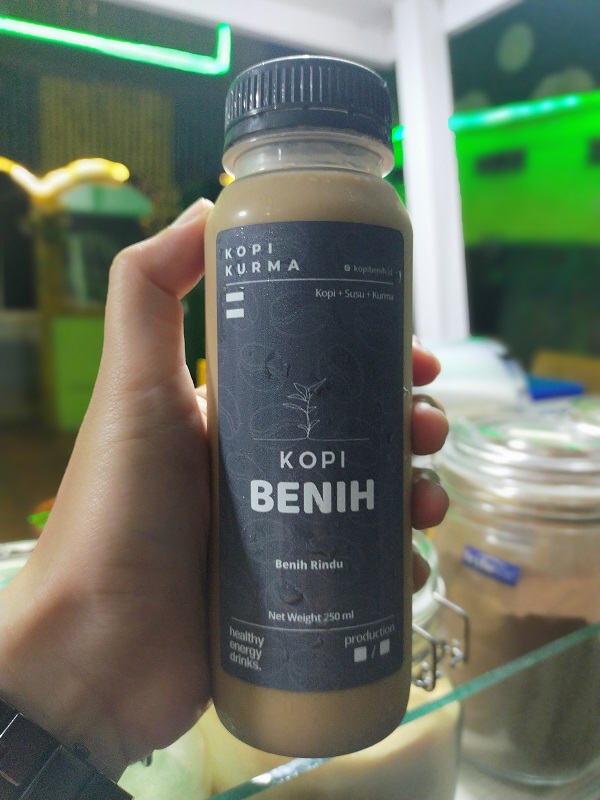 KOPI
KURMA
kopibenih.id
Kopi + Susu + Kurma
KOPI
BENIH
Benih Rindu
Net Weight 250 ml
healthy
energy
drinks.
production
/